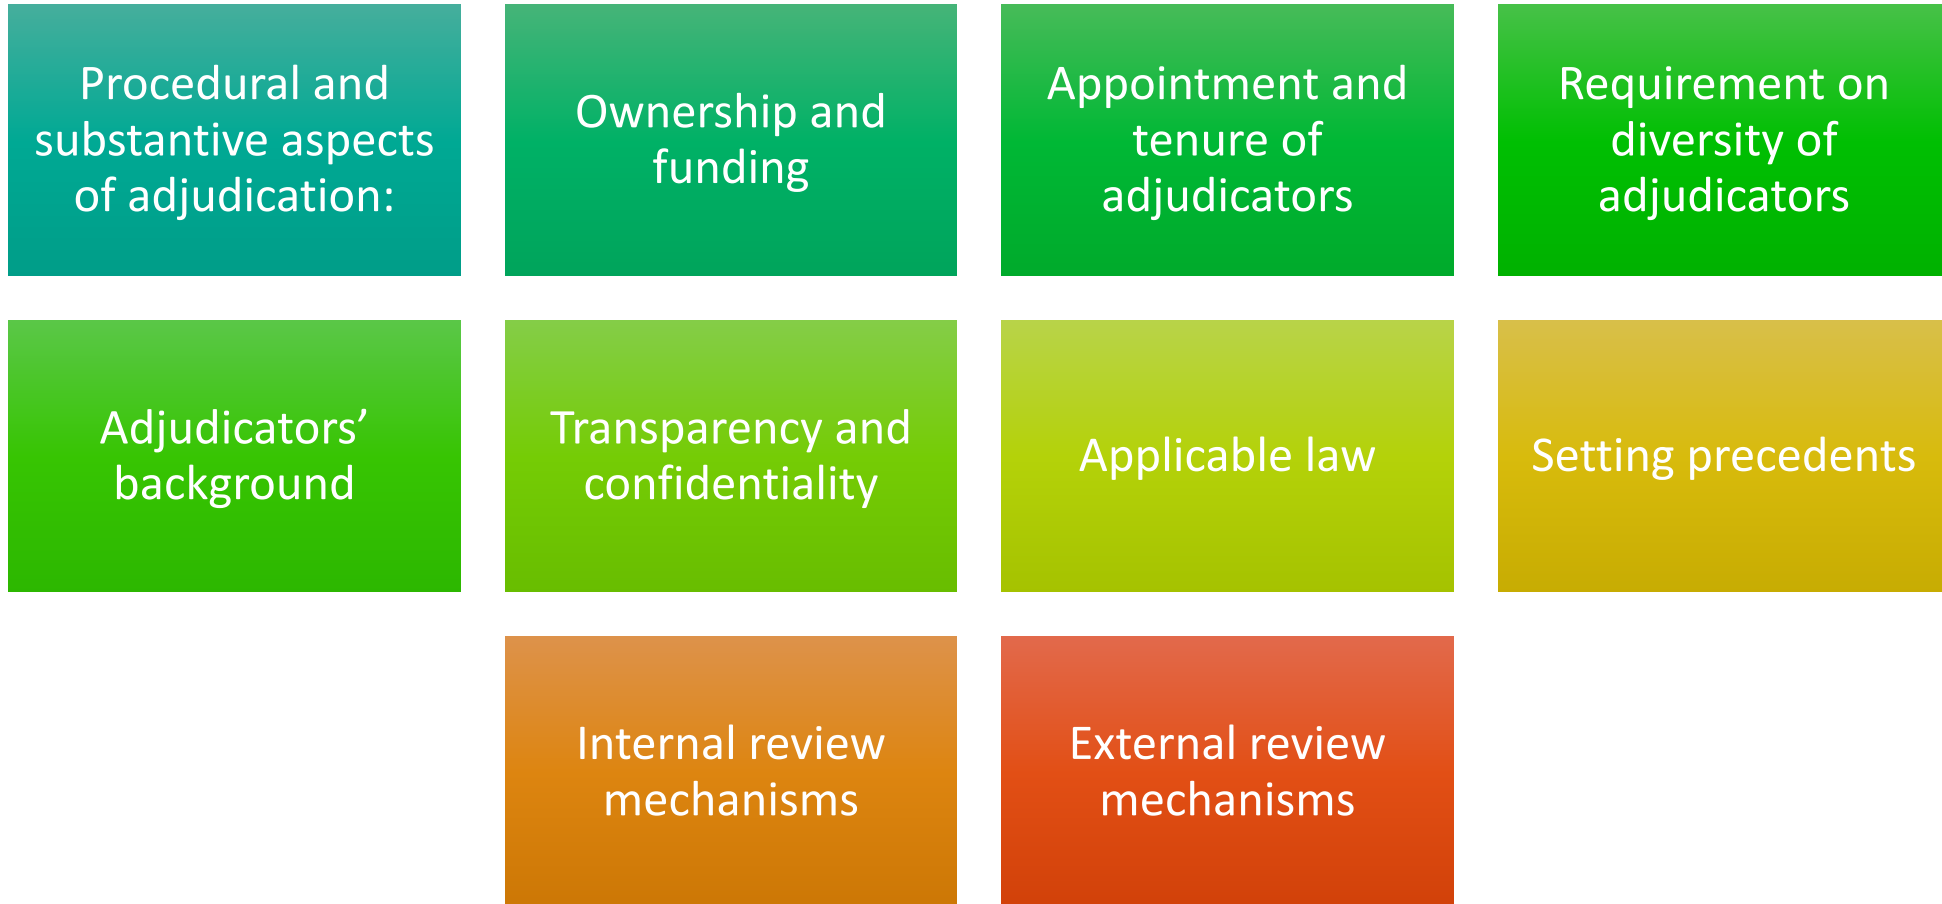 Procedural and
substantive aspects
of adjudication:
Ownership and
funding
Appointment and
tenure of
adjudicators
Requirement on
diversity of
adjudicators
Adjudicators’
background
Transparency and
confidentiality
Applicable law
Setting precedents
Internal review
mechanisms
External review
mechanisms